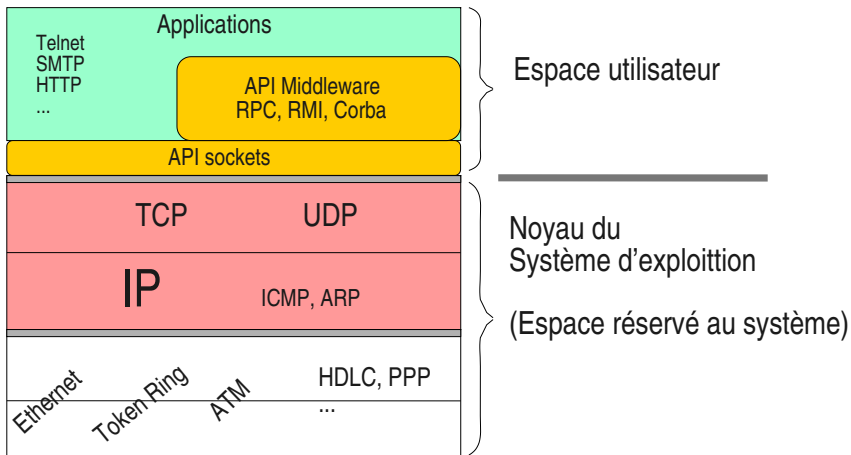 Applications
Telnet
SMTP
HTTP
...
API Middleware
RPC, RMI, Corba
API sockets
Espace utilisateur
TCP
UDP
IP
ICMP, ARP
Noyau du
Système d'exploittion
(Espace réservé au système)
Ethernet
Token Ring
ATM
HDLC, PPP
...